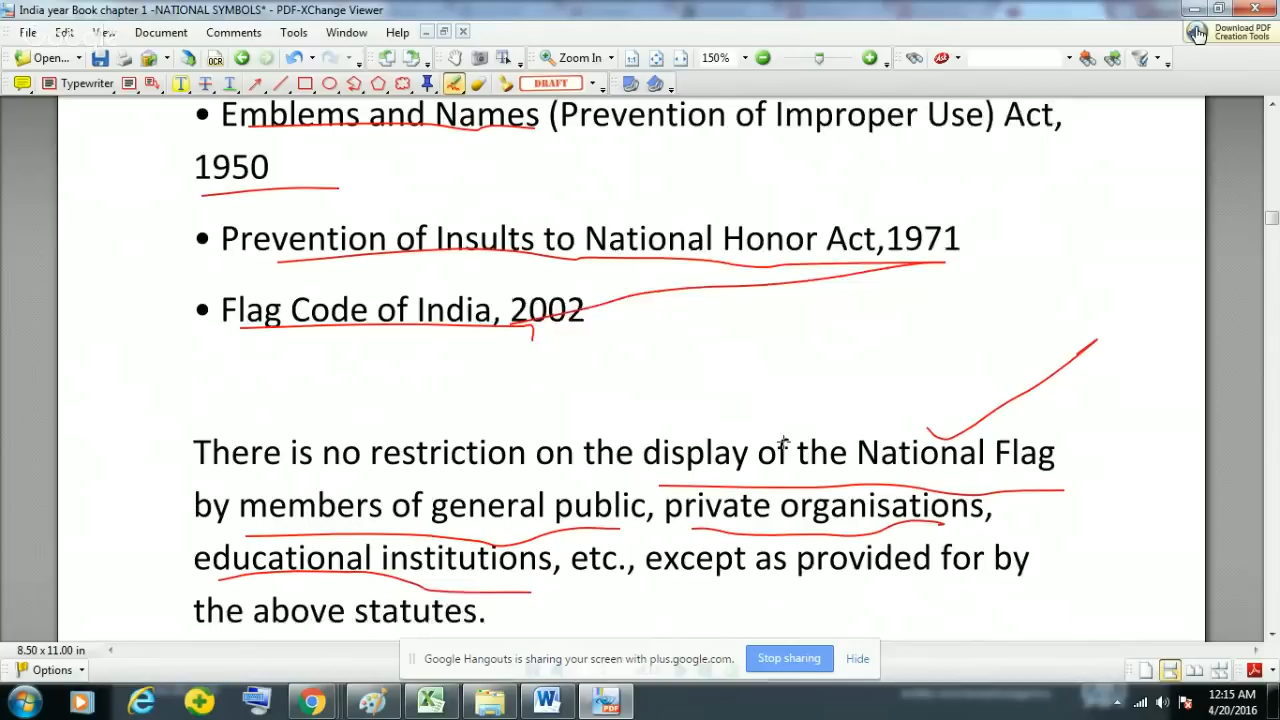 India year Book chapter 1 -NATIONAL SYMBOLS* - PDF-XChange Viewer
File Edit View Document Comments Tools Window Help
Download PDF
Creation Tools
Open... OCR Zoom In 150%
Typewriter DRAFT
• Emblems and Names (Prevention of Improper Use) Act,
1950
• Prevention of Insults to National Honor Act,1971
• Flag Code of India, 2002
There is no restriction on the display of the National Flag
by members of general public, private organisations,
educational institutions, etc., except as provided for by
the above statutes.
8.50 x 11.00 in
Google Hangouts is sharing your screen with plus.google.com. Stop sharing Hide
Options
12:15 AM
4/20/2016